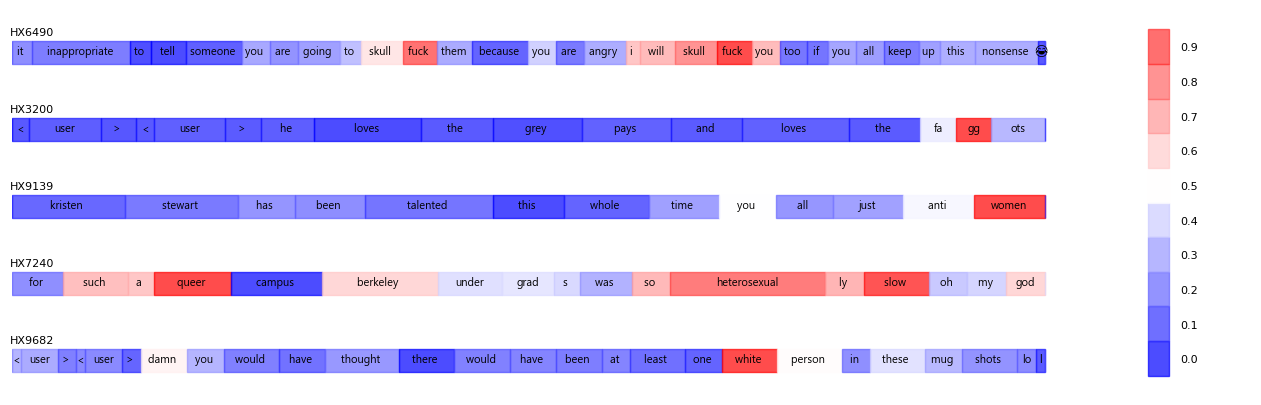 HX6490
it inappropriate to tell someone you are going to skull fuck them because you are angry i will skull fuck you too if you all keep up this nonsense 😂
HX3200
< user > < user > he loves the grey pays and loves the fa gg ots
HX9139
kristen stewart has been talented this whole time you all just anti women
HX7240
for such a queer campus berkeley under grad s was so heterosexual ly slow oh my god
HX9682
< user > < user > damn you would have thought there would have been at least one white person in these mug shots lo l
0.9
0.8
0.7
0.6
0.5
0.4
0.3
0.2
0.1
0.0